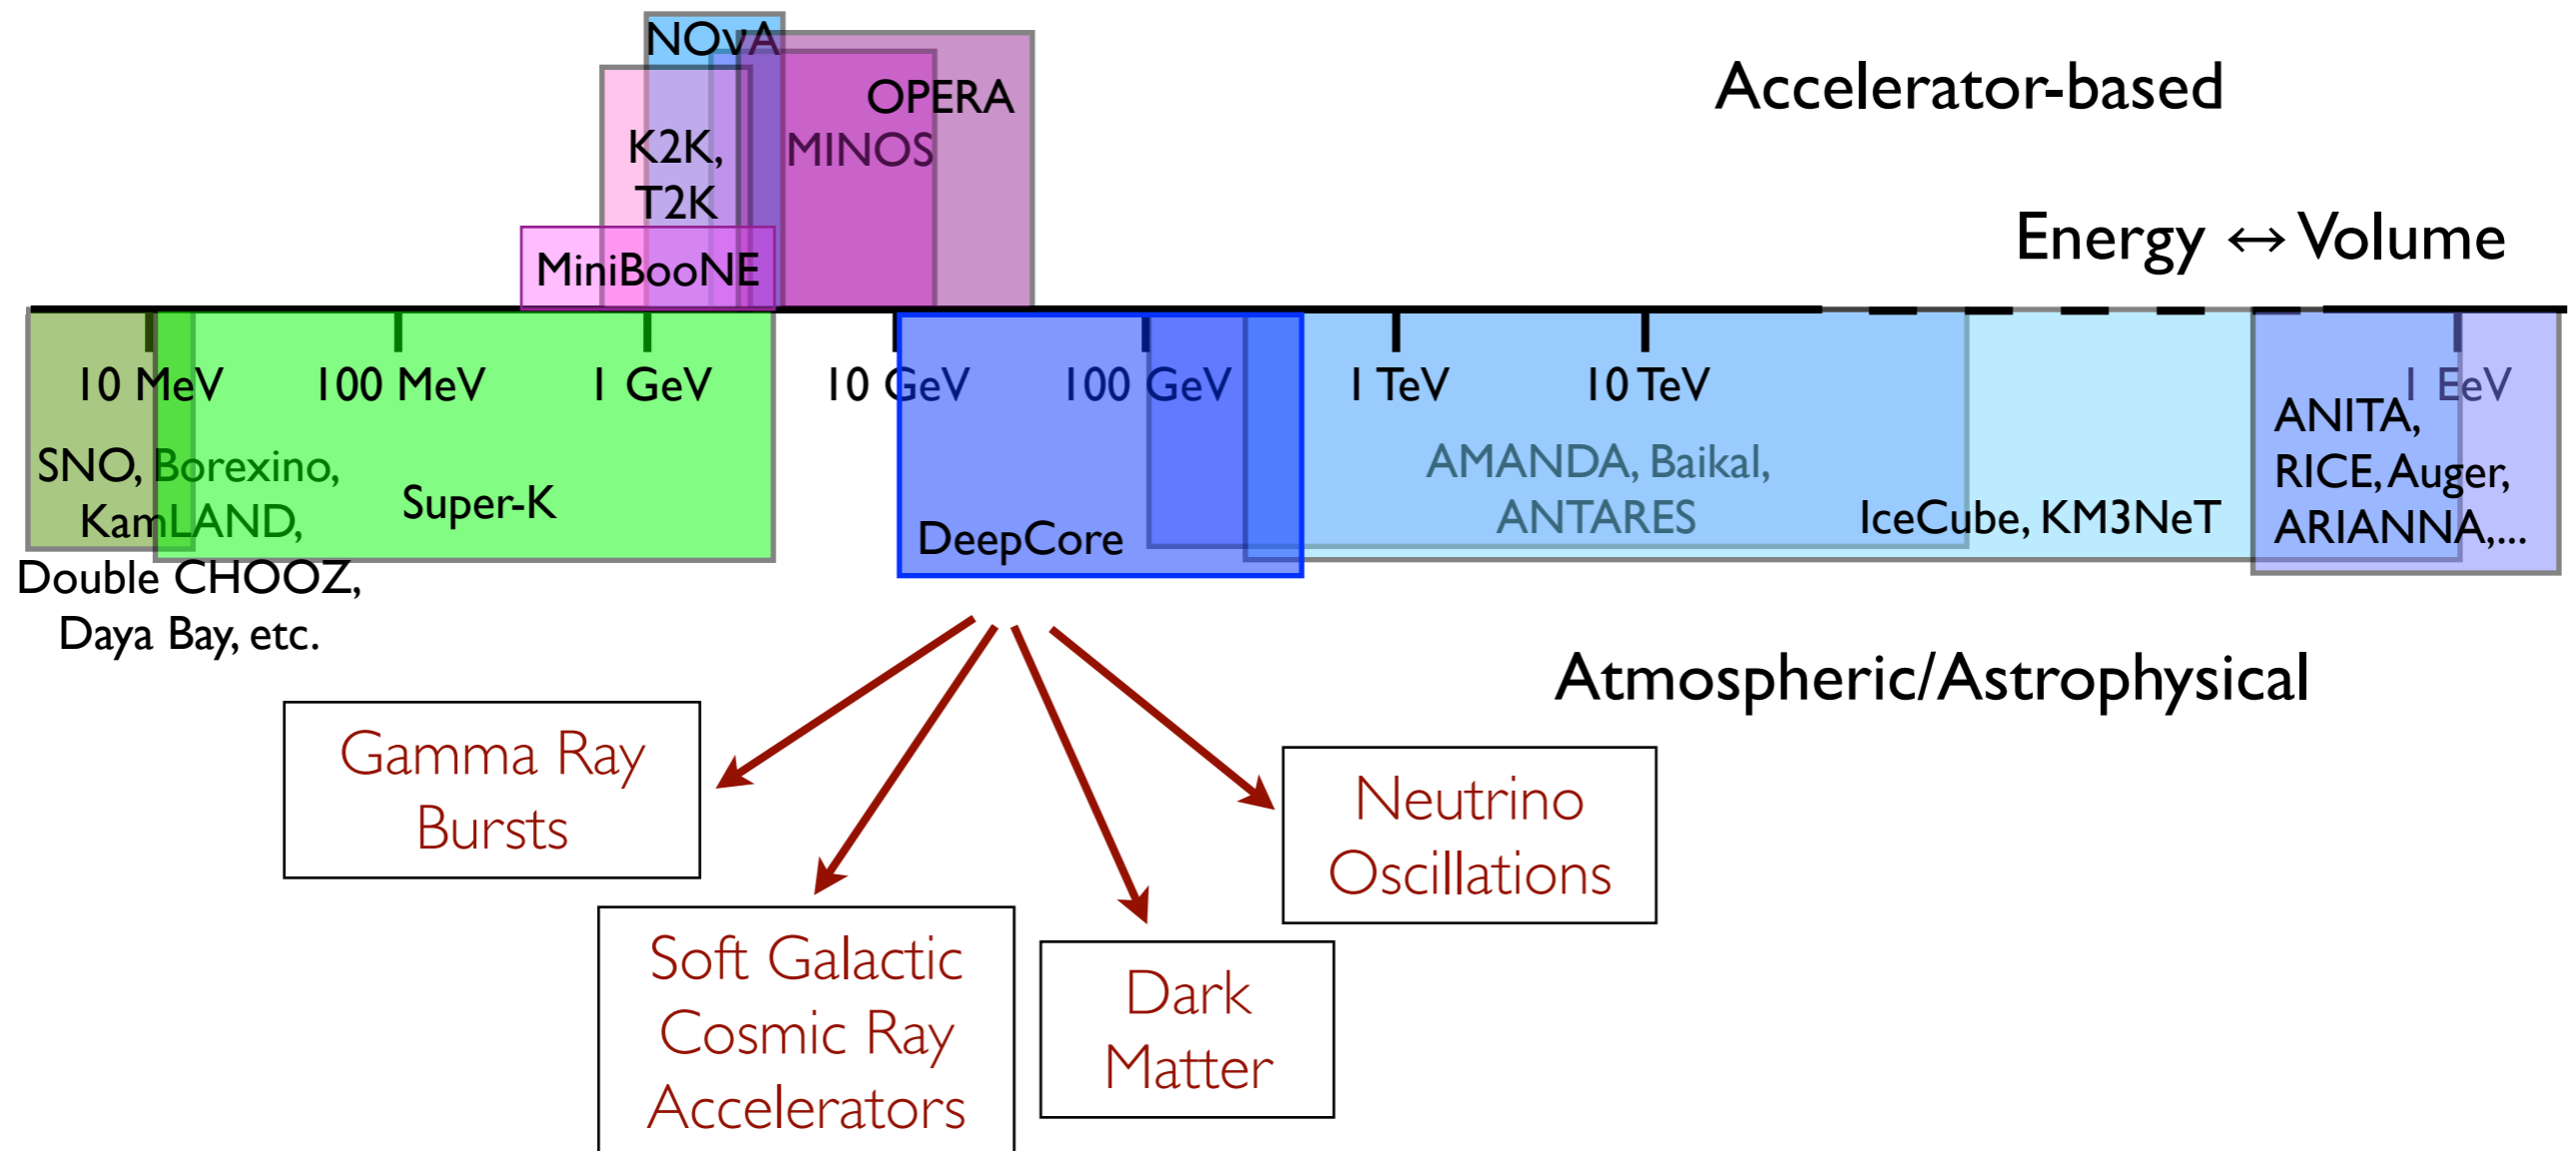 NOνA
OPERA
Accelerator-based
K2K,
T2K
MINOS
MiniBooNE
Energy ↔ Volume
10 MeV
100 MeV
1 GeV
10 GeV
100 GeV
1 TeV
10 TeV
1 EeV
SNO, Borexino,
KamLAND,
Double CHOOZ,
Daya Bay, etc.
Super-K
DeepCore
AMANDA, Baikal,
ANTARES
IceCube, KM3NeT
ANITA,
RICE, Auger,
ARIANNA,...
Atmospheric/Astrophysical
Gamma Ray
Bursts
Soft Galactic
Cosmic Ray
Accelerators
Dark
Matter
Neutrino
Oscillations